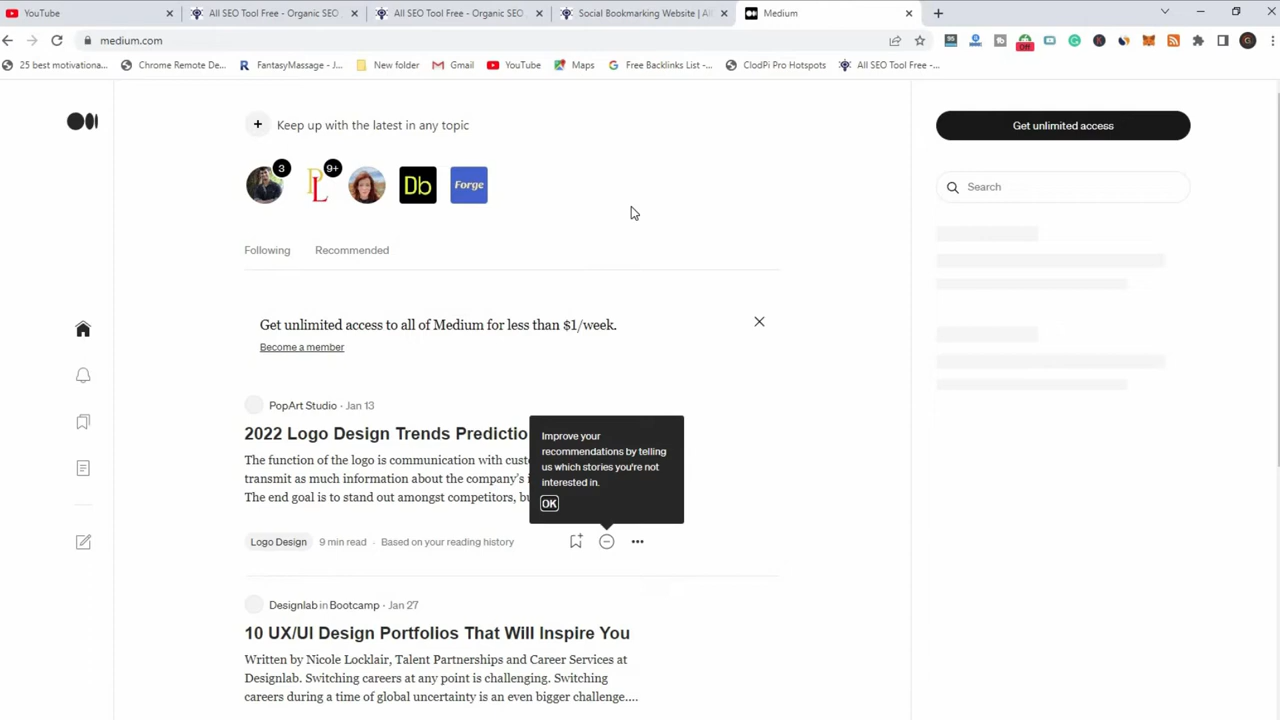 YouTube
All SEO Tool Free - Organic SEO
All SEO Tool Free - Organic SEO
Social Bookmarking Website | Al
Medium
medium.com
25 best motivationa...
Chrome Remote De...
FantasyMassage - J...
New folder
Gmail
YouTube
Maps
Free Backlinks List -...
ClodPi Pro Hotspots
All SEO Tool Free -...
Off
G
Keep up with the latest in any topic
Get unlimited access
3
9+
PL
Db
Forge
Search
Following
Recommended
Get unlimited access to all of Medium for less than $1/week.
Become a member
PopArt Studio · Jan 13
2022 Logo Design Trends Predictio
The function of the logo is communication with custo
transmit as much information about the company's i
The end goal is to stand out amongst competitors, bu
Improve your
recommendations by telling
us which stories you're not
interested in.
OK
Logo Design
9 min read · Based on your reading history
Designlab in Bootcamp · Jan 27
10 UX/UI Design Portfolios That Will Inspire You
Written by Nicole Locklair, Talent Partnerships and Career Services at
Designlab. Switching careers at any point is challenging. Switching
careers during a time of global uncertainty is an even bigger challenge....